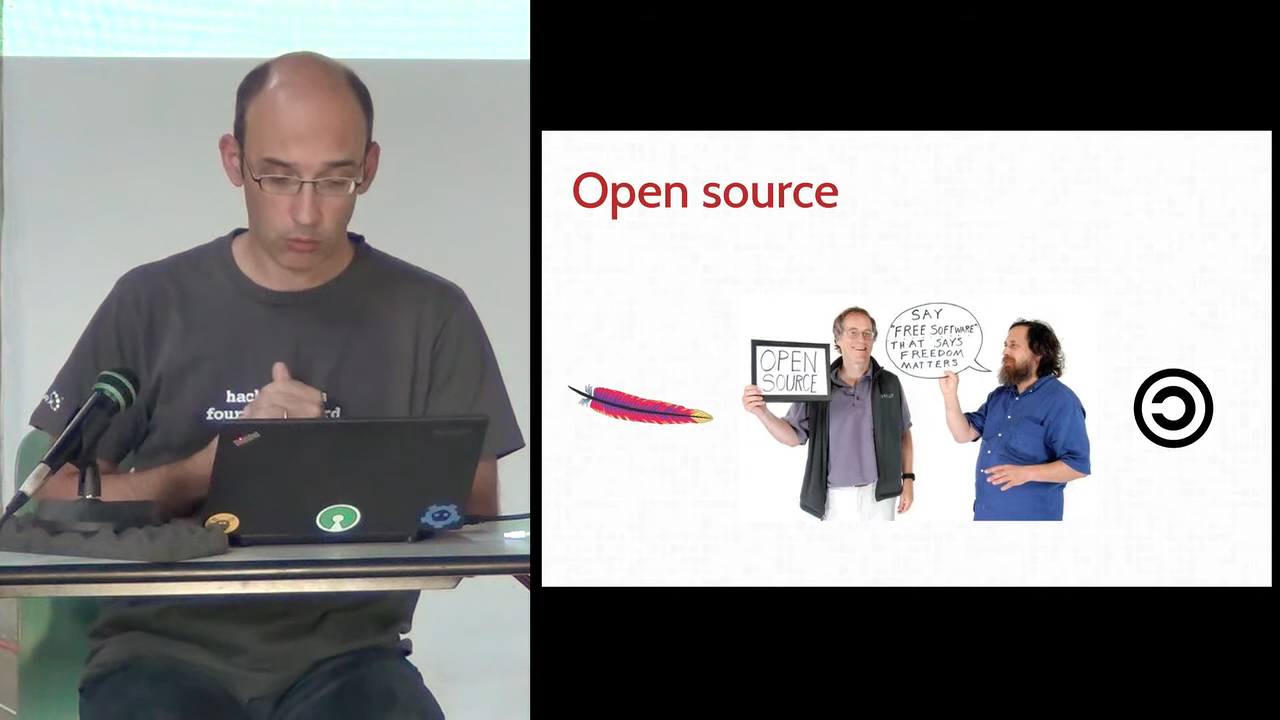 Open source
OPEN
SOURCE
SAY
"FREE SOFTWARE"
THAT SAYS
FREEDOM
MATTERS